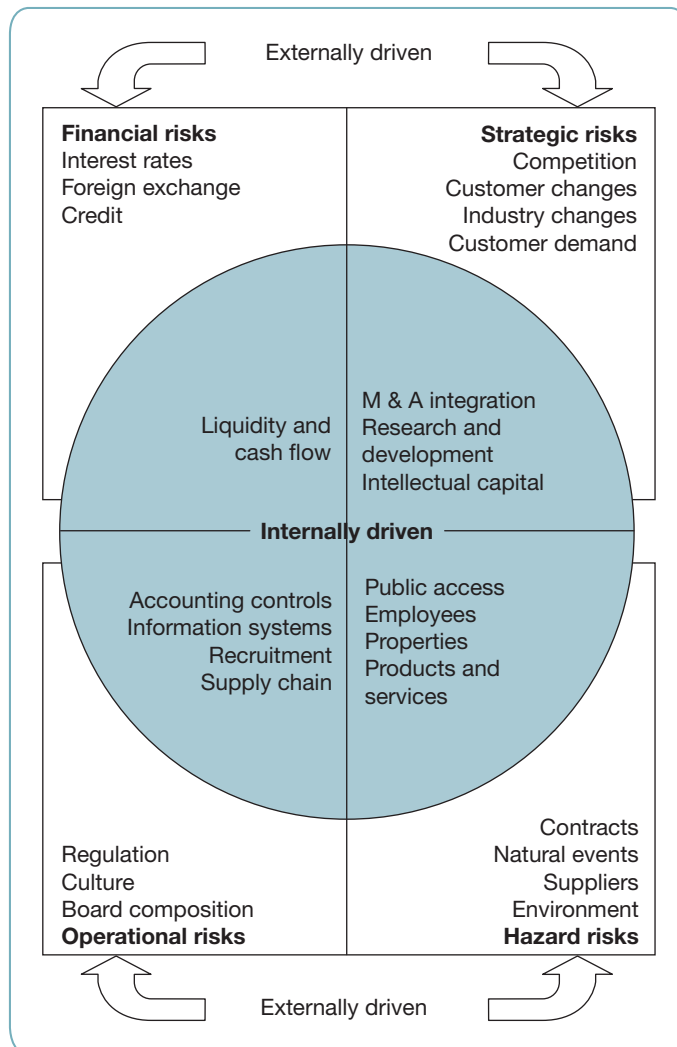 Externally driven
Financial risks
Interest rates
Foreign exchange
Credit
Strategic risks
Competition
Customer changes
Industry changes
Customer demand
Liquidity and
cash flow
M & A integration
Research and
development
Intellectual capital
Internally driven
Accounting controls
Information systems
Recruitment
Supply chain
Public access
Employees
Properties
Products and
services
Regulation
Culture
Board composition
Operational risks
Contracts
Natural events
Suppliers
Environment
Hazard risks
Externally driven